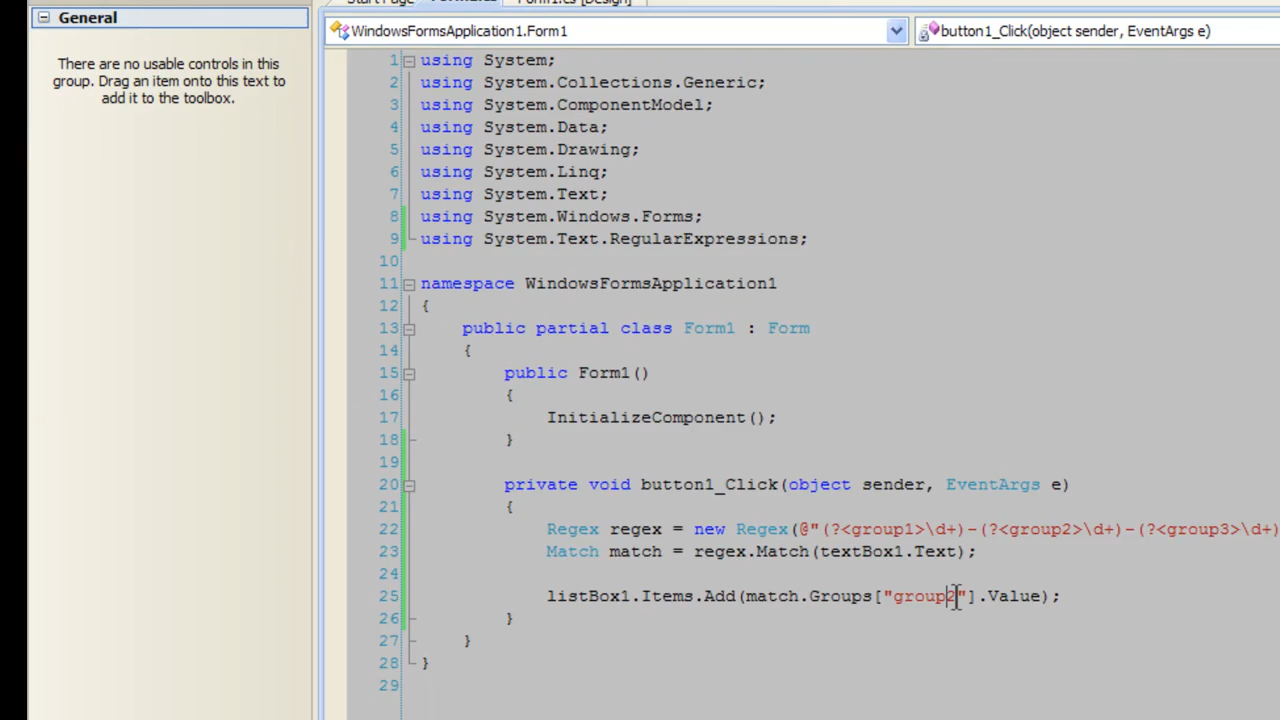 Start Page Form1.cs [Design]
General
There are no usable controls in this
group. Drag an item onto this text to
add it to the toolbox.
WindowsFormsApplication1.Form1
button1_Click(object sender, EventArgs e)
1 using System;
2 using System.Collections.Generic;
3 using System.ComponentModel;
4 using System.Data;
5 using System.Drawing;
6 using System.Linq;
7 using System.Text;
8 using System.Windows.Forms;
9 using System.Text.RegularExpressions;
10
11 namespace WindowsFormsApplication1
12 {
13 public partial class Form1 : Form
14 {
15 public Form1()
16 {
17 InitializeComponent();
18 }
19
20 private void button1_Click(object sender, EventArgs e)
21 {
22 Regex regex = new Regex(@"(?<group1>\d+)-(?<group2>\d+)-(?<group3>\d+)
23 Match match = regex.Match(textBox1.Text);
24
25 listBox1.Items.Add(match.Groups["group2"].Value);
26 }
27 }
28 }
29